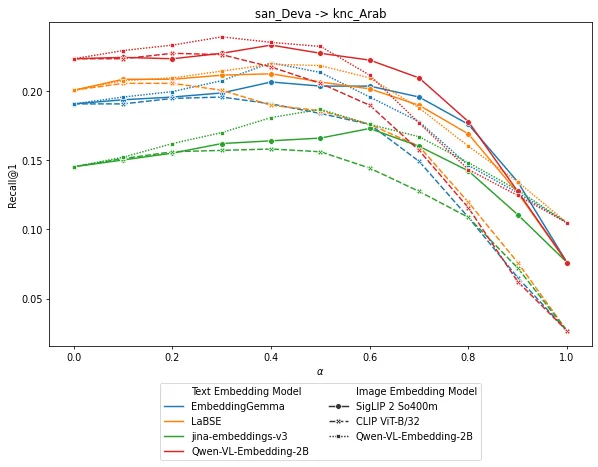 san_Deva -> knc_Arab
Recall@1
0.20
0.15
0.10
0.05
0.0 0.2 0.4 0.6 0.8 1.0
α
Text Embedding Model
EmbeddingGemma
LaBSE
jina-embeddings-v3
Qwen-VL-Embedding-2B
Image Embedding Model
SigLIP 2 So400m
CLIP ViT-B/32
Qwen-VL-Embedding-2B